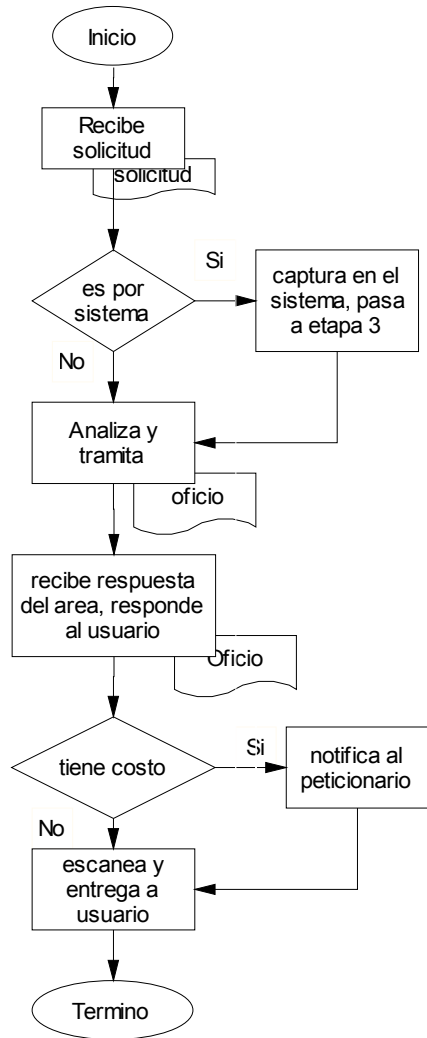 Inicio
Recibe
solicitud
solicitud
es por
sistema
Si
captura en el
sistema, pasa
a etapa 3
No
Analiza y
tramita
oficio
recibe respuesta
del area, responde
al usuario
Oficio
tiene costo
Si
notifica al
peticionario
No
escanea y
entrega a
usuario
Termino